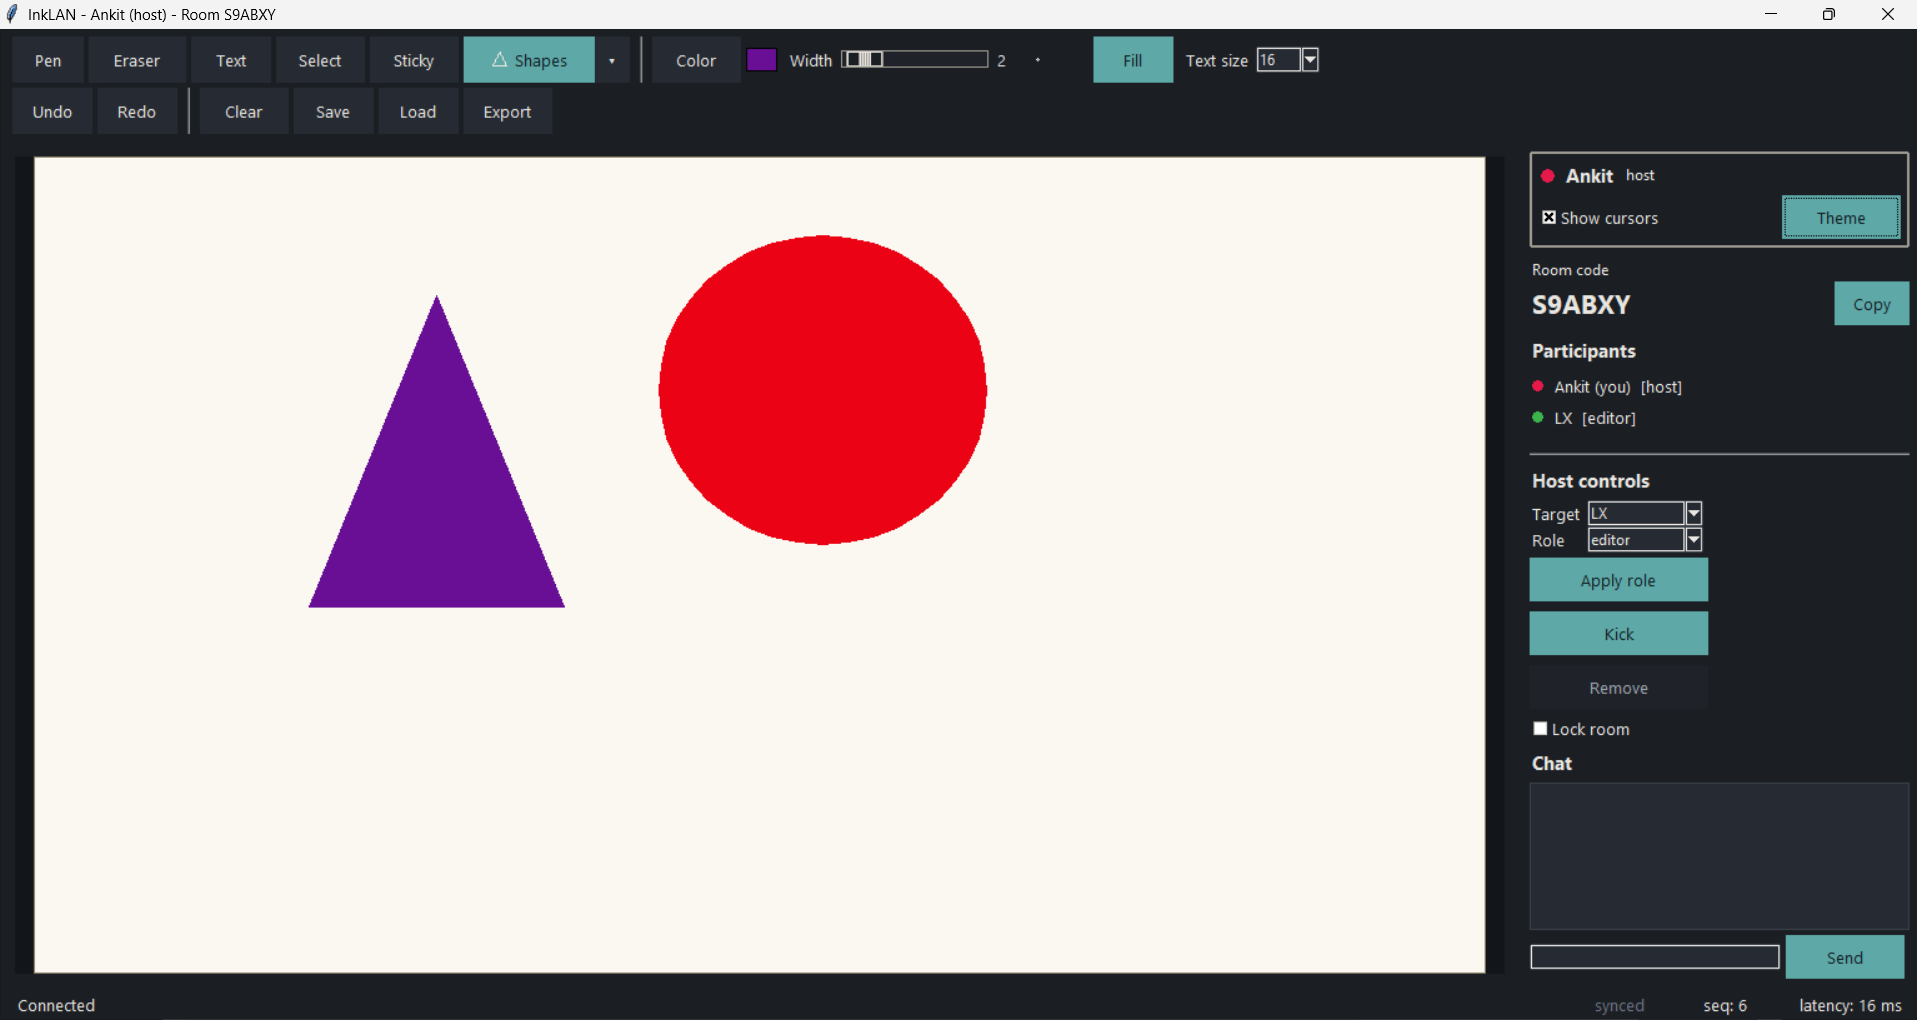 InkLAN - Ankit (host) - Room S9ABXY
Pen Eraser Text Select Sticky △ Shapes Color Width 2 Fill Text size 16
Undo Redo Clear Save Load Export
Ankit host
Show cursors Theme
Room code
S9ABXY Copy
Participants
Ankit (you) [host]
LX [editor]
Host controls
Target LX
Role editor
Apply role
Kick
Remove
Lock room
Chat
Send
Connected synced seq: 6 latency: 16 ms